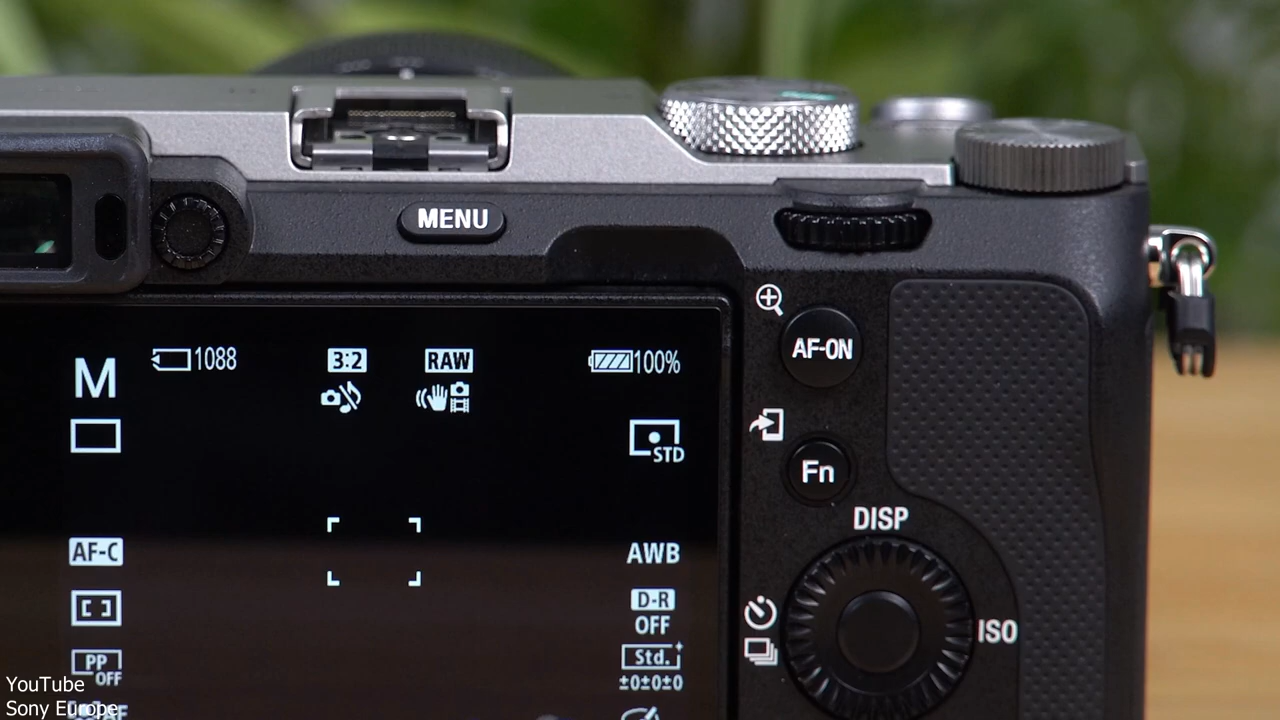 MENU
M
1088
3:2
RAW
100%
STD
AF-ON
Fn
DISP
ISO
AF-C
AWB
D-R
OFF
PP
OFF
Std.
±0±0±0
YouTube
Sony Europe